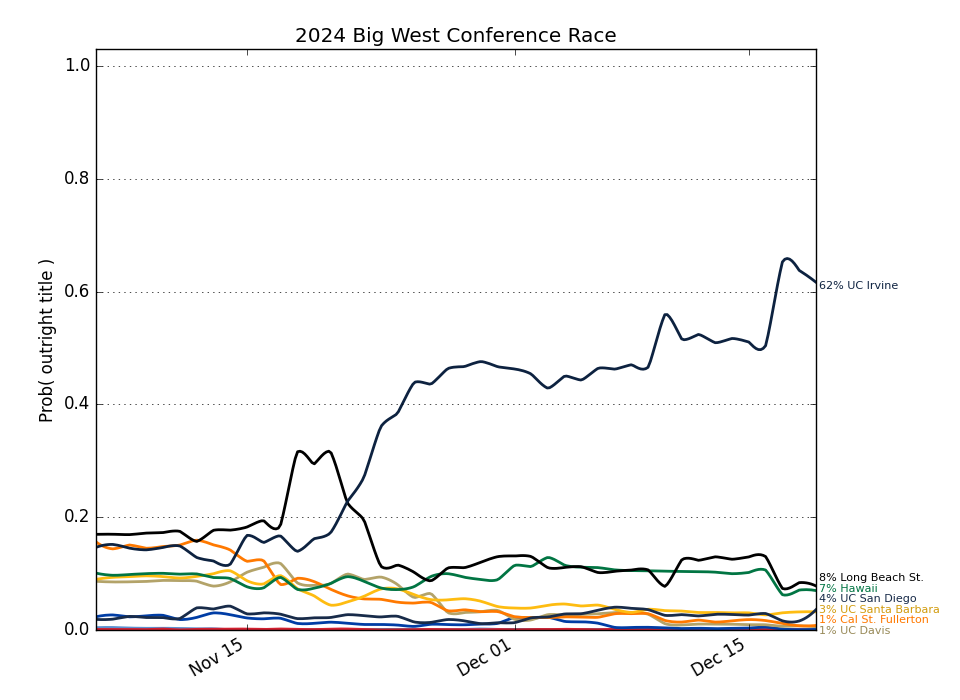 2024 Big West Conference Race
Prob( outright title )
1.0
0.8
0.6
0.4
0.2
0.0
62% UC Irvine
8% Long Beach St.
7% Hawaii
4% UC San Diego
3% UC Santa Barbara
1% Cal St. Fullerton
1% UC Davis
Nov 15
Dec 01
Dec 15